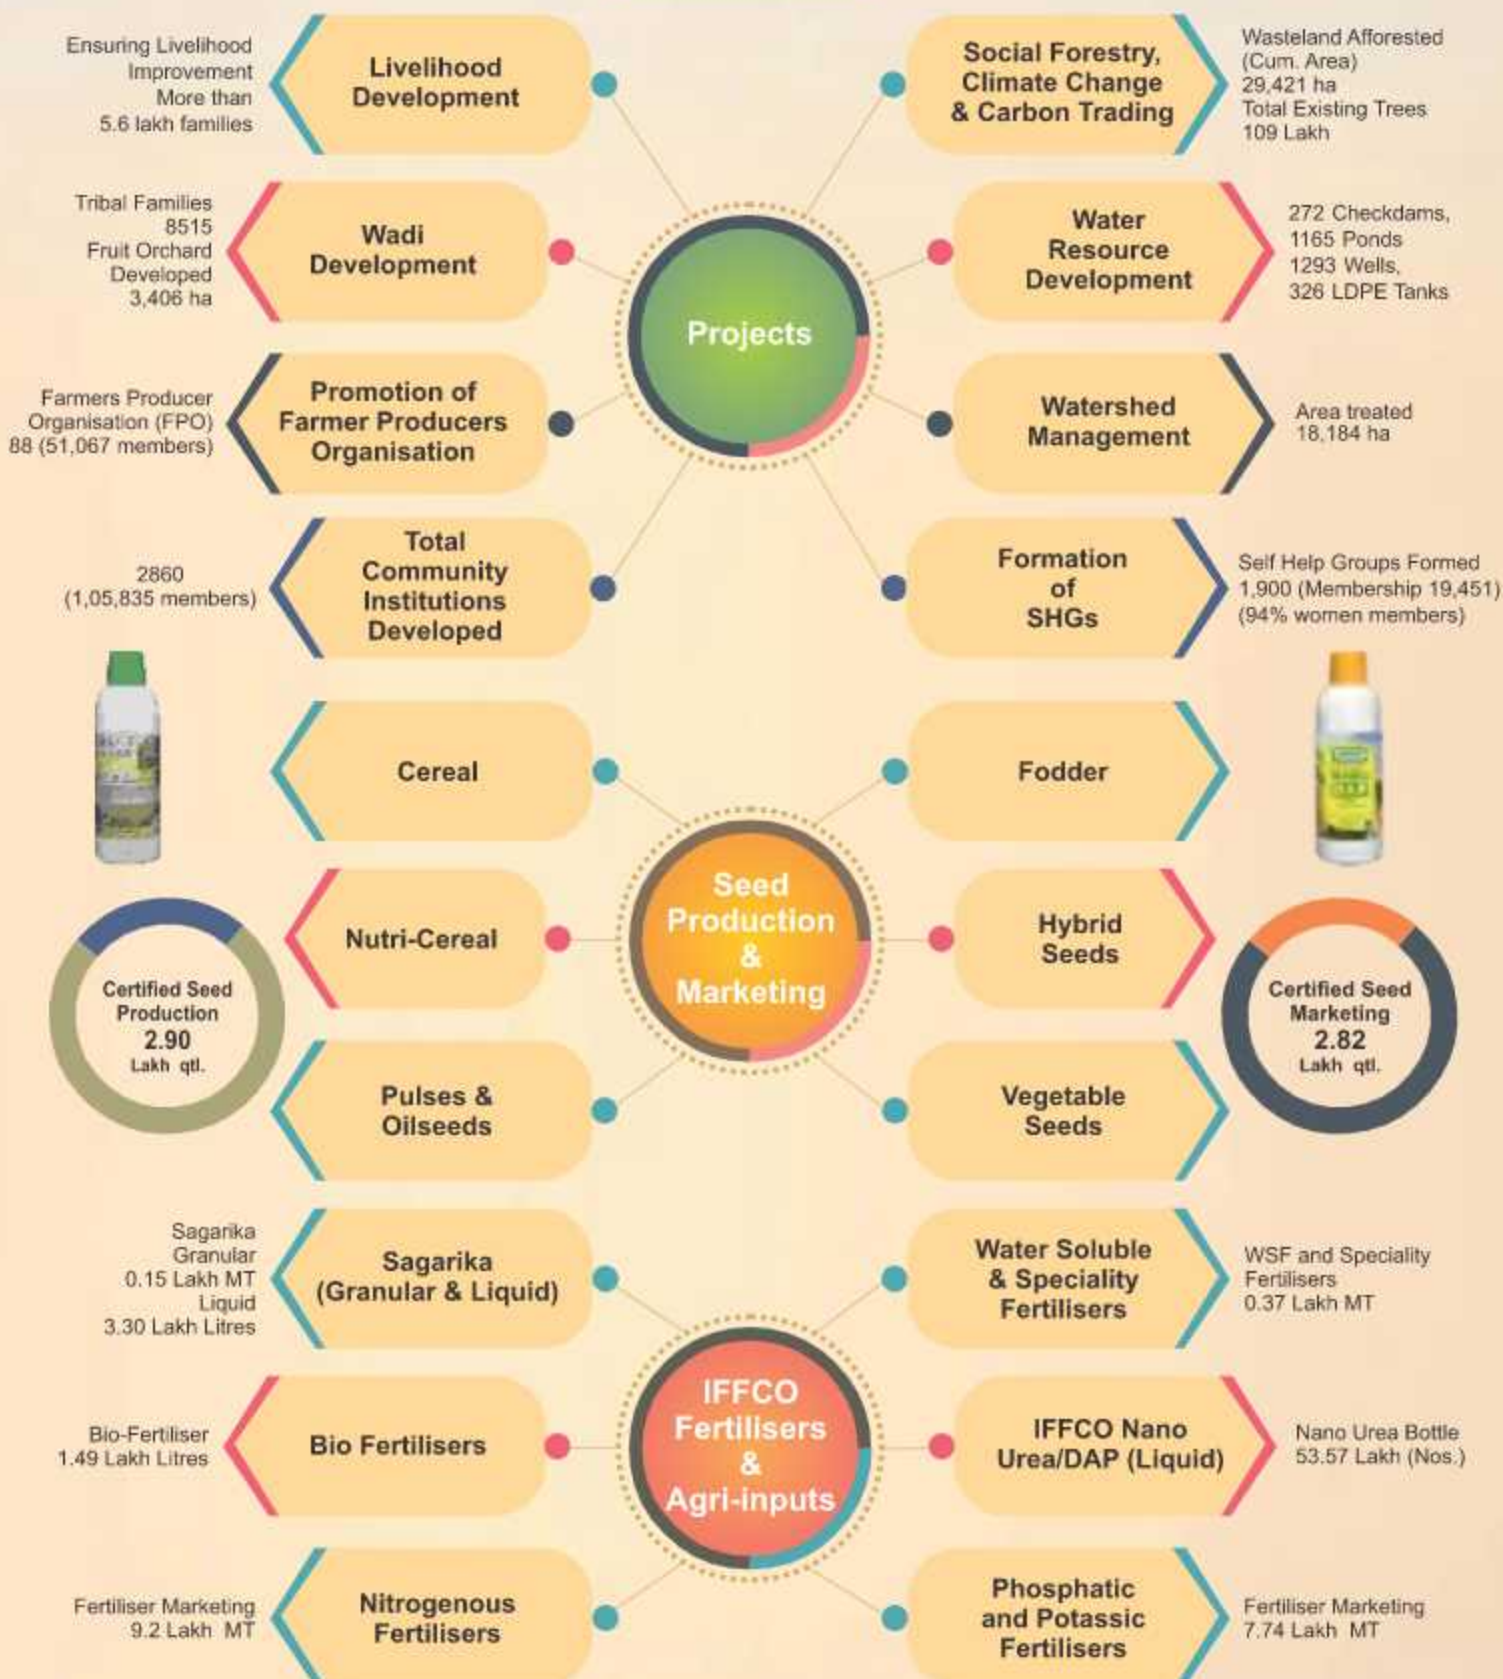 Ensuring Livelihood
Improvement
More than
5.6 lakh families
Livelihood
Development
Social Forestry,
Climate Change
& Carbon Trading
Wasteland Afforested
(Cum. Area)
29,421 ha
Total Existing Trees
109 Lakh
Tribal Families
8515
Fruit Orchard
Developed
3,406 ha
Wadi
Development
Projects
Water
Resource
Development
272 Checkdams,
1165 Ponds
1293 Wells,
326 LDPE Tanks
Farmers Producer
Organisation (FPO)
88 (51,067 members)
Promotion of
Farmer Producers
Organisation
Watershed
Management
Area treated
18,184 ha
2860
(1,05,835 members)
Total
Community
Institutions
Developed
Formation
of
SHGs
Self Help Groups Formed
1,900 (Membership 19,451)
(94% women members)
Cereal
Fodder
Nutri-Cereal
Seed
Production
&
Marketing
Hybrid
Seeds
Certified Seed
Production
2.90
Lakh qtl.
Certified Seed
Marketing
2.82
Lakh qtl.
Pulses &
Oilseeds
Vegetable
Seeds
Sagarika
Granular
0.15 Lakh MT
Liquid
3.30 Lakh Litres
Sagarika
(Granular & Liquid)
Water Soluble
& Speciality
Fertilisers
WSF and Speciality
Fertilisers
0.37 Lakh MT
Bio-Fertiliser
1.49 Lakh Litres
Bio Fertilisers
IFFCO
Fertilisers
&
Agri-inputs
IFFCO Nano
Urea/DAP (Liquid)
Nano Urea Bottle
53.57 Lakh (Nos.)
Fertiliser Marketing
9.2 Lakh MT
Nitrogenous
Fertilisers
Phosphatic
and Potassic
Fertilisers
Fertiliser Marketing
7.74 Lakh MT